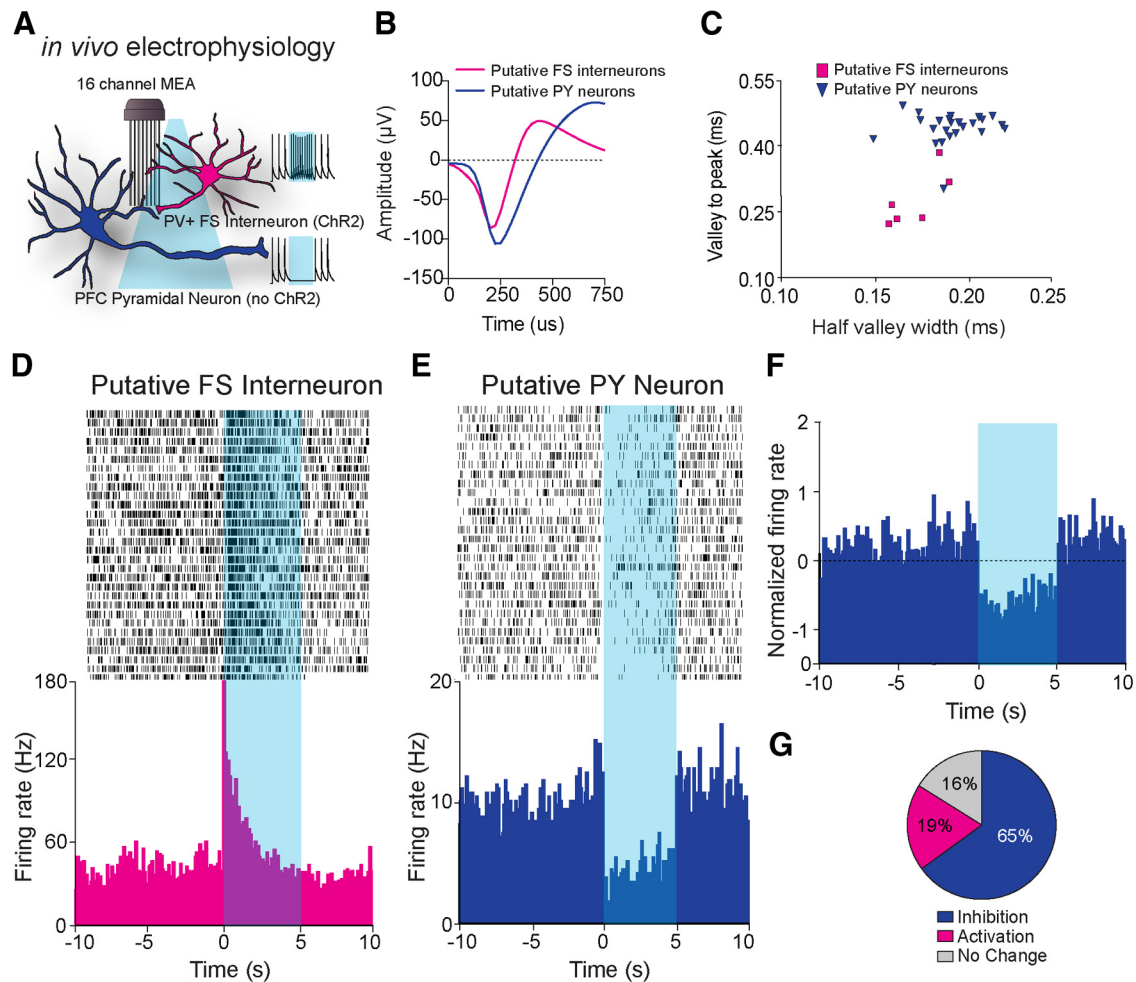 A
in vivo electrophysiology
16 channel MEA
PV+ FS Interneuron (ChR2)
PFC Pyramidal Neuron (no ChR2)
B
Putative FS interneurons
Putative PY neurons
Amplitude (µV)
100
50
0
-50
-100
-150
0
250
500
750
Time (us)
C
Putative FS interneurons
Putative PY neurons
Valley to peak (ms)
0.55
0.40
0.25
0.10
0.10
0.15
0.20
0.25
Half valley width (ms)
D
Putative FS Interneuron
Firing rate (Hz)
180
120
60
0
-10
-5
0
5
10
Time (s)
E
Putative PY Neuron
Firing rate (Hz)
20
10
0
-10
-5
0
5
10
Time (s)
F
Normalized firing rate
2
1
0
-1
0
-10
-5
0
5
10
Time (s)
G
16%
19%
65%
Inhibition
Activation
No Change